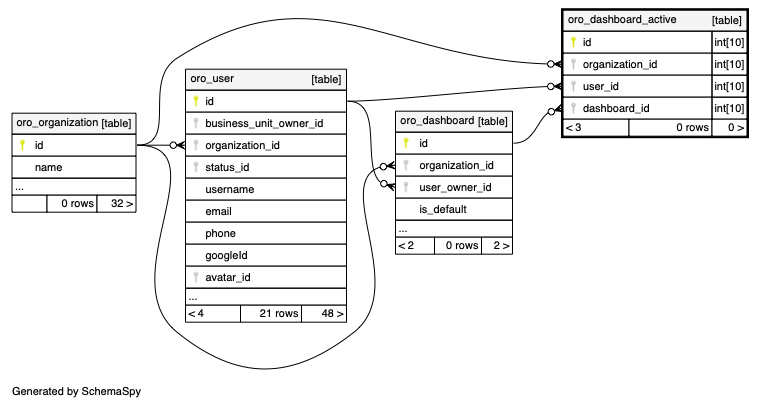 oro_dashboard_active [table]
id int[10]
organization_id int[10]
user_id int[10]
dashboard_id int[10]
< 3 0 rows 0 >
oro_user [table]
id
business_unit_owner_id
organization_id
status_id
username
email
phone
googleId
avatar_id
...
< 4 21 rows 48 >
oro_organization [table]
id
name
...
0 rows 32 >
oro_dashboard [table]
id
organization_id
user_owner_id
is_default
...
< 2 0 rows 2 >
Generated by SchemaSpy